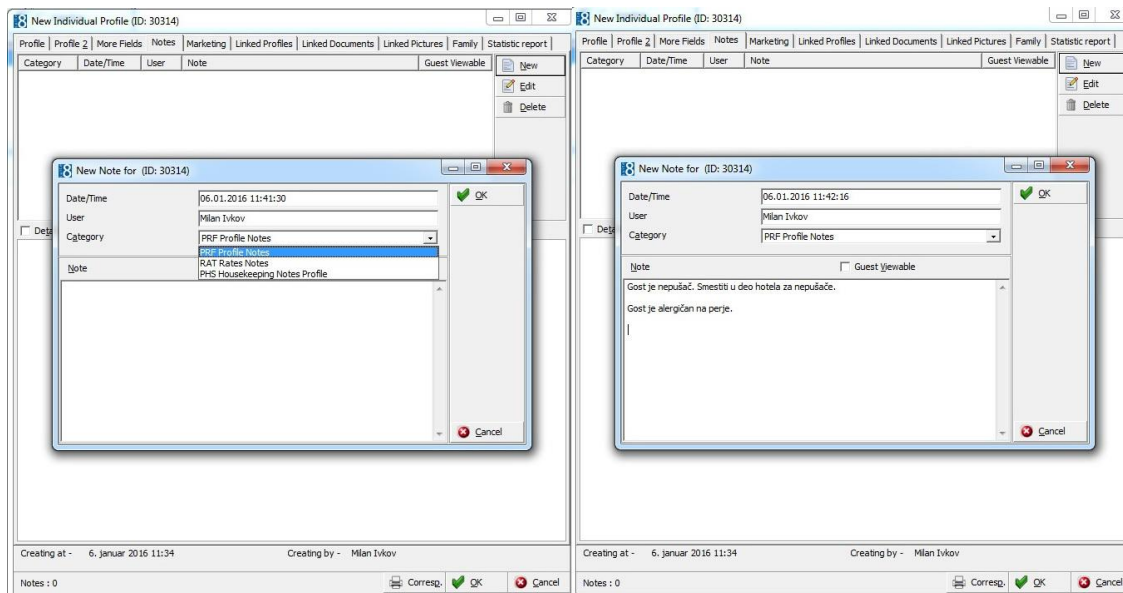 New Individual Profile (ID: 30314)
Profile | Profile 2 | More Fields | Notes | Marketing | Linked Profiles | Linked Documents | Linked Pictures | Family | Statistic report
Category Date/Time User Note Guest Viewable
New
Edit
Delete
New Note for (ID: 30314)
Date/Time 06.01.2016 11:41:30
OK
User Milan Ivkov
Category PRF Profile Notes
PRF Profile Notes
RAT Rates Notes
PHS Housekeeping Notes Profile
Note
Cancel
Creating at - 6. januar 2016 11:34 Creating by - Milan Ivkov
Notes : 0 Corresp. OK Cancel
New Individual Profile (ID: 30314)
Profile | Profile 2 | More Fields | Notes | Marketing | Linked Profiles | Linked Documents | Linked Pictures | Family | Statistic report
Category Date/Time User Note Guest Viewable
New
Edit
Delete
New Note for (ID: 30314)
Date/Time 06.01.2016 11:42:16
OK
User Milan Ivkov
Category PRF Profile Notes
Note Guest Viewable
Gost je nepušač. Smestiti u deo hotela za nepušače.
Gost je alergičan na perje.
Cancel
Creating at - 6. januar 2016 11:34 Creating by - Milan Ivkov
Notes : 0 Corresp. OK Cancel